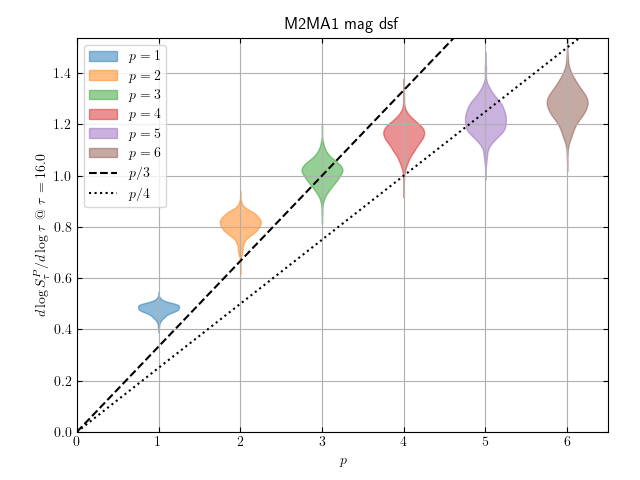 M2MA1 mag dsf
d log S_τ^P / d log τ @ τ = 16.0
1.4
1.2
1.0
0.8
0.6
0.4
0.2
0.0
p = 1
p = 2
p = 3
p = 4
p = 5
p = 6
p/3
p/4
0 1 2 3 4 5 6
p